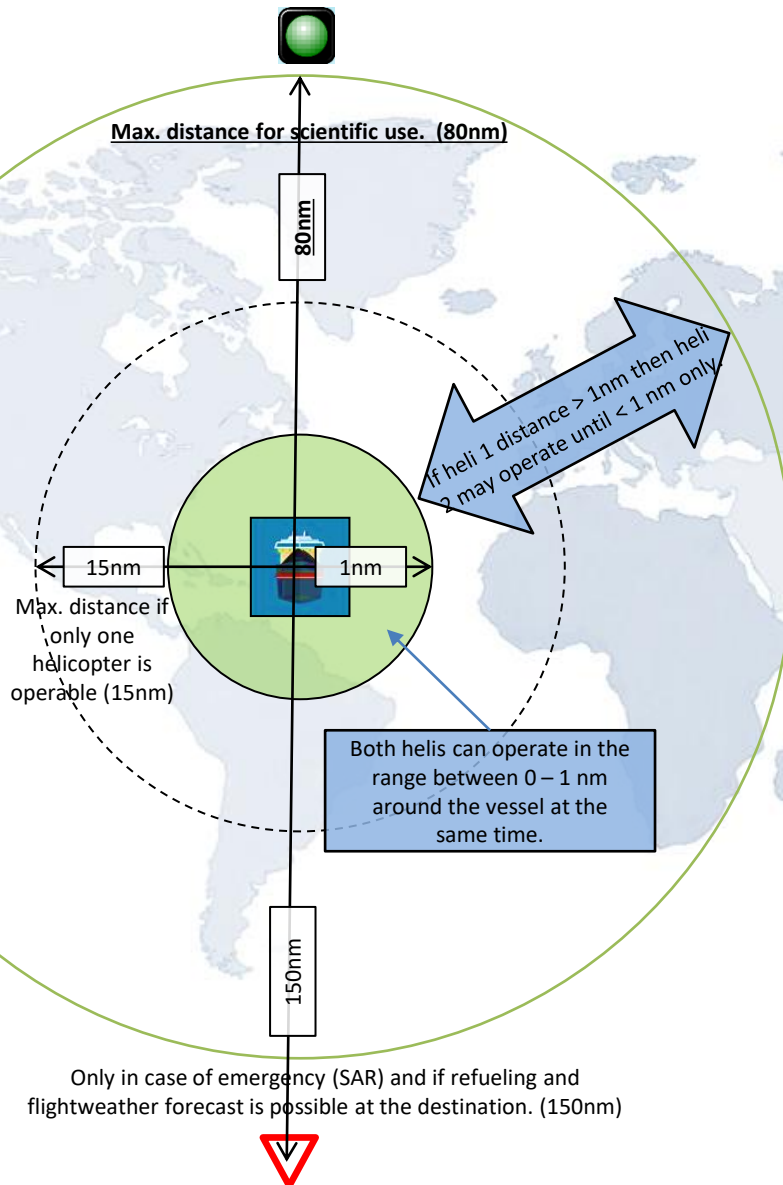 Max. distance for scientific use. (80nm)
80nm
If heli 1 distance > 1nm then heli
2 may operate until < 1 nm only.
15nm
1nm
Max. distance if
only one
helicopter is
operable (15nm)
Both helis can operate in the
range between 0 – 1 nm
around the vessel at the
same time.
150nm
Only in case of emergency (SAR) and if refueling and
flightweather forecast is possible at the destination. (150nm)